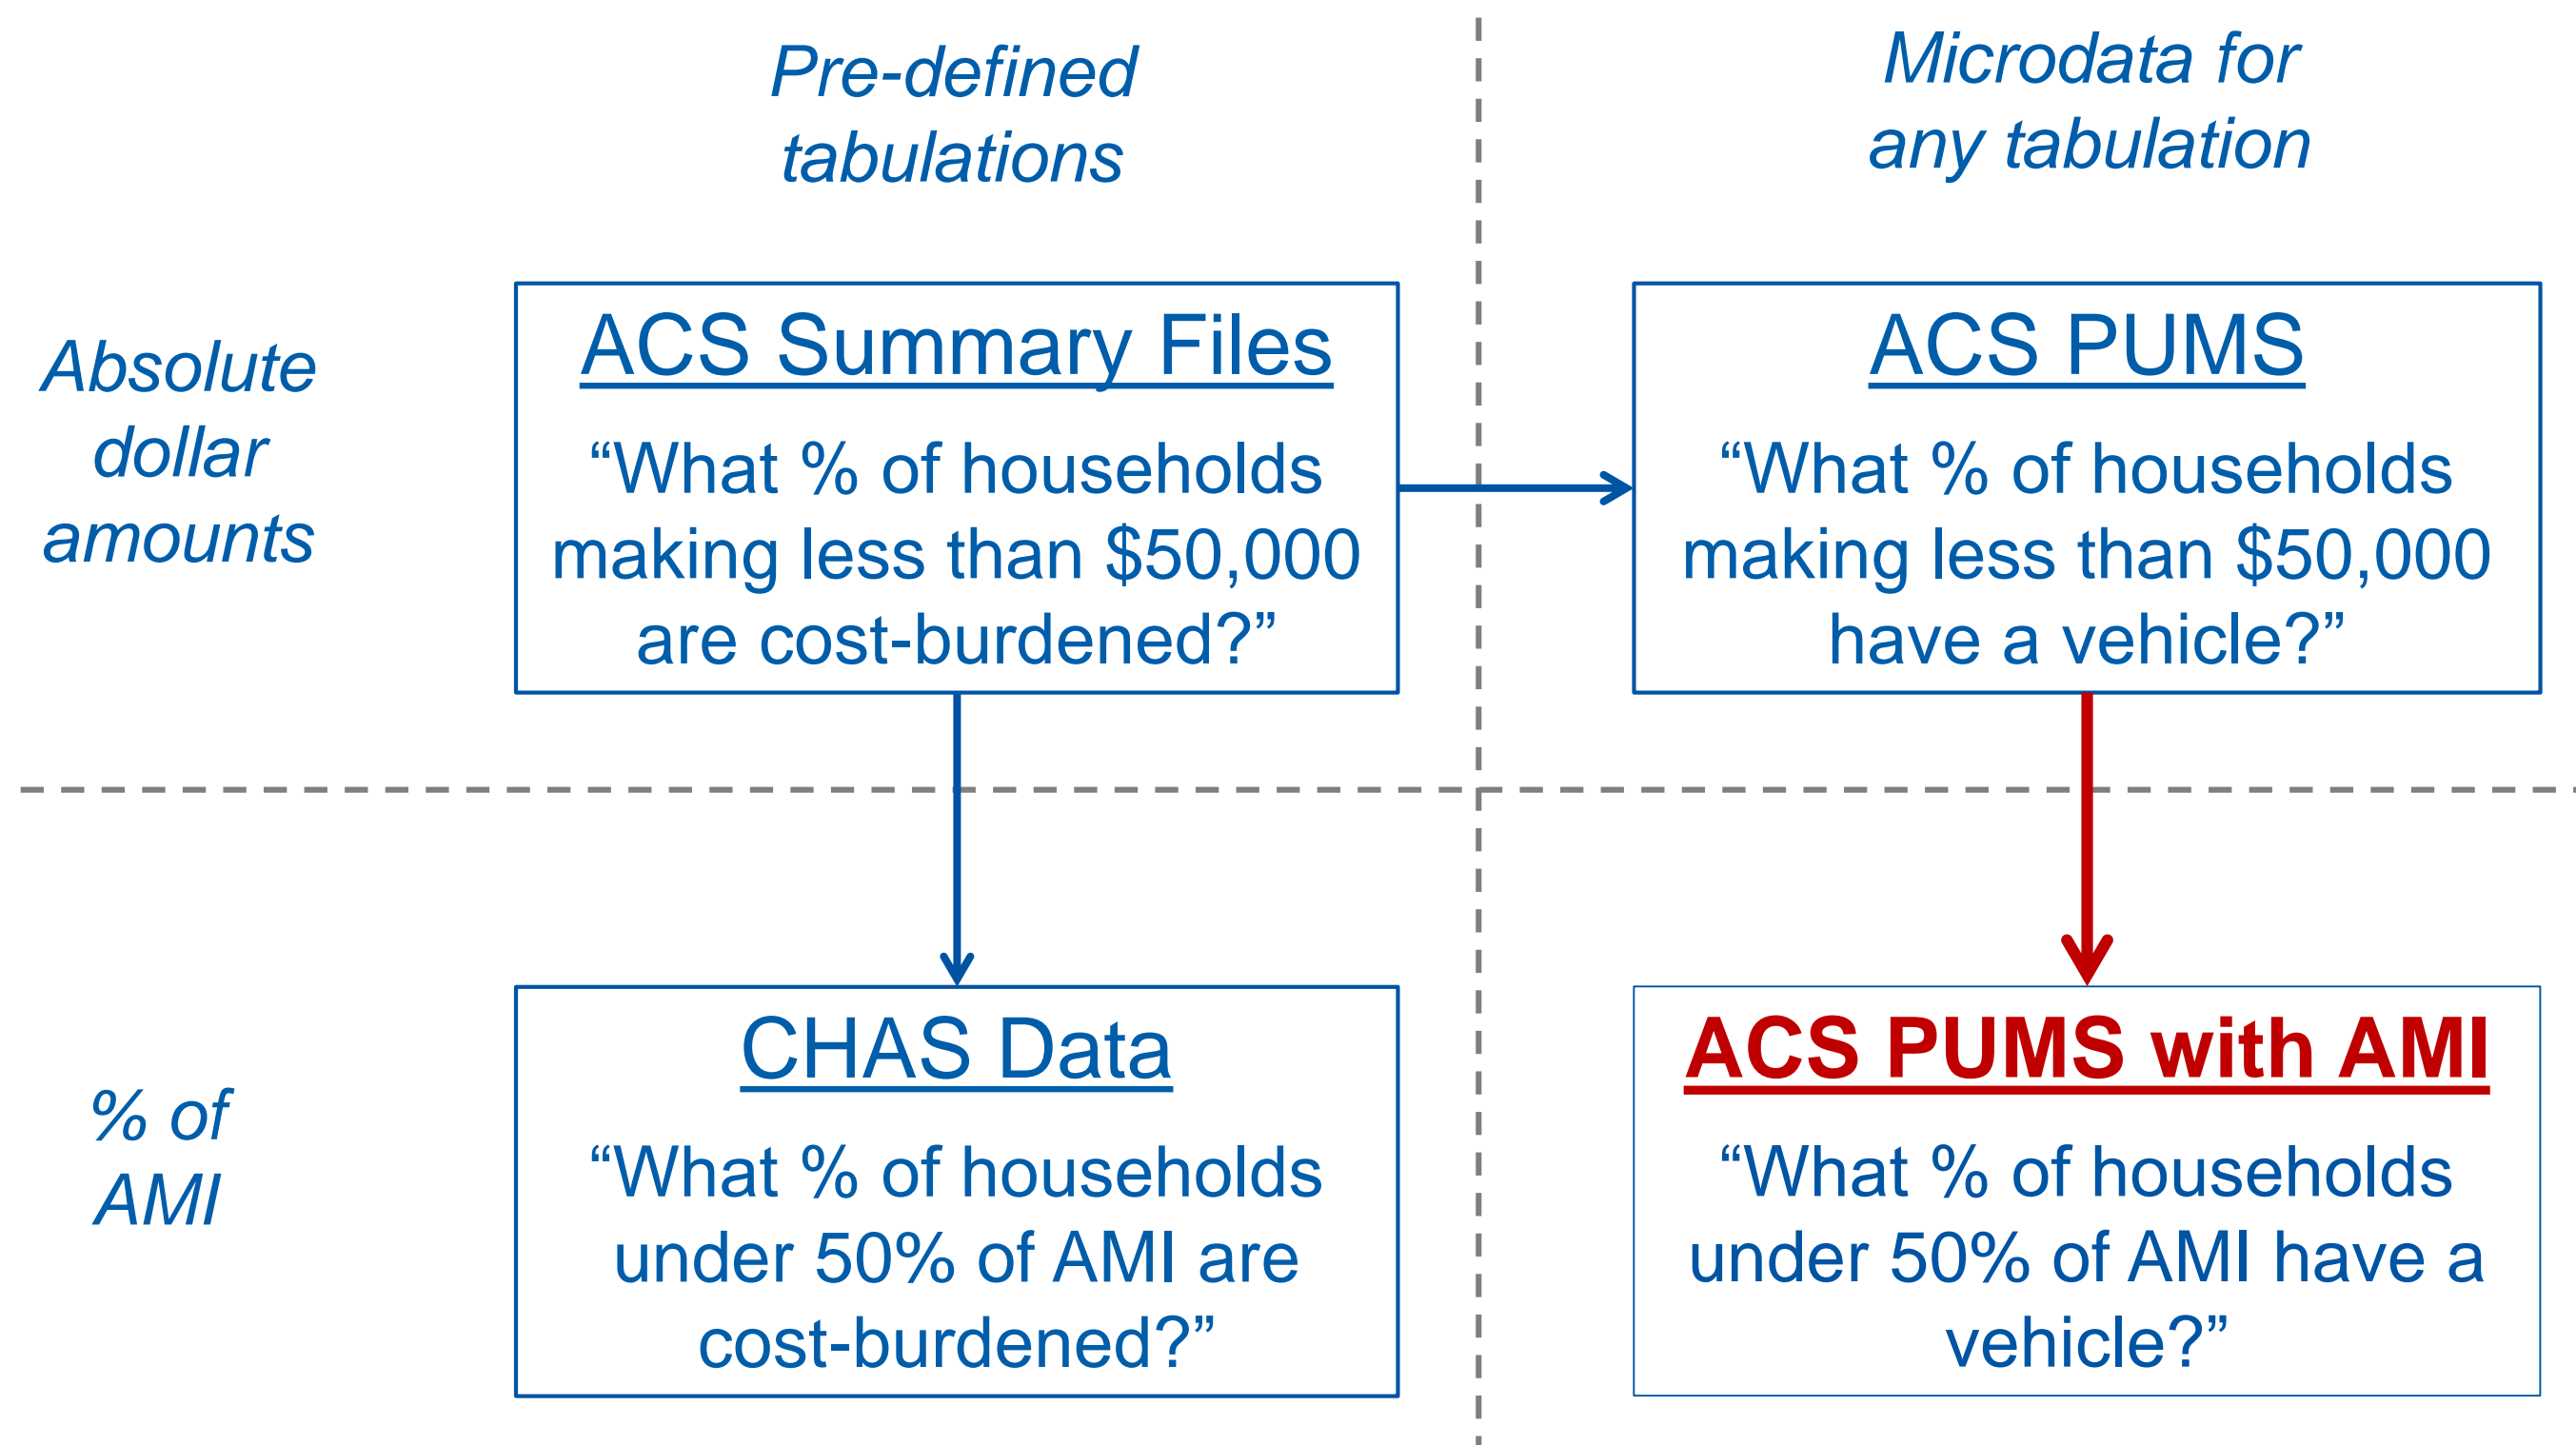 Pre-defined
tabulations
Microdata for
any tabulation
Absolute
dollar
amounts
ACS Summary Files
“What % of households
making less than $50,000
are cost-burdened?”
ACS PUMS
“What % of households
making less than $50,000
have a vehicle?”
% of
AMI
CHAS Data
“What % of households
under 50% of AMI are
cost-burdened?”
ACS PUMS with AMI
“What % of households
under 50% of AMI have a
vehicle?”